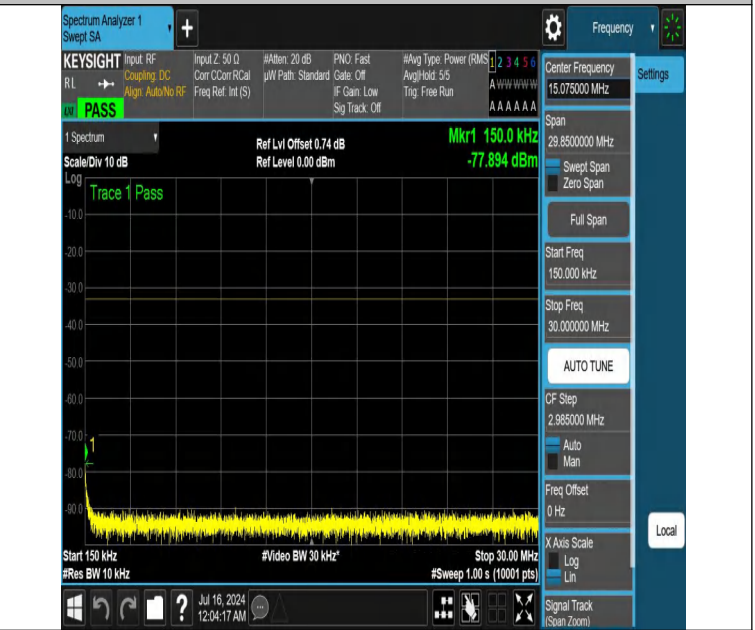 Spectrum Analyzer 1
Swept SA
+
Frequency
KEYSIGHT
RL
PASS
Input: RF
Coupling: DC
Align: Auto/No RF
Input Z: 50 Ω
Corr CCorr RCal
Freq Ref: Int (S)
#Atten: 20 dB
µW Path: Standard
PNO: Fast
Gate: Off
IF Gain: Low
Sig Track: Off
#Avg Type: Power (RMS
Avg|Hold: 5/5
Trig: Free Run
1 2 3 4 5 6
A W W W W W
A A A A A A
1 Spectrum
Scale/Div 10 dB
Ref Lvl Offset 0.74 dB
Ref Level 0.00 dBm
Mkr1 150.0 kHz
-77.894 dBm
Log
Trace 1 Pass
-10.0
-20.0
-30.0
-40.0
-50.0
-60.0
-70.0
1
-80.0
-90.0
Start 150 kHz
#Video BW 30 kHz*
Stop 30.00 MHz
#Res BW 10 kHz
#Sweep 1.00 s (10001 pts)
Jul 16, 2024
12:04:17 AM
Center Frequency
15.075000 MHz
Settings
Span
29.8500000 MHz
Swept Span
Zero Span
Full Span
Start Freq
150.000 kHz
Stop Freq
30.000000 MHz
AUTO TUNE
CF Step
2.985000 MHz
Auto
Man
Freq Offset
0 Hz
X Axis Scale
Log
Lin
Signal Track
(Span Zoom)
Local